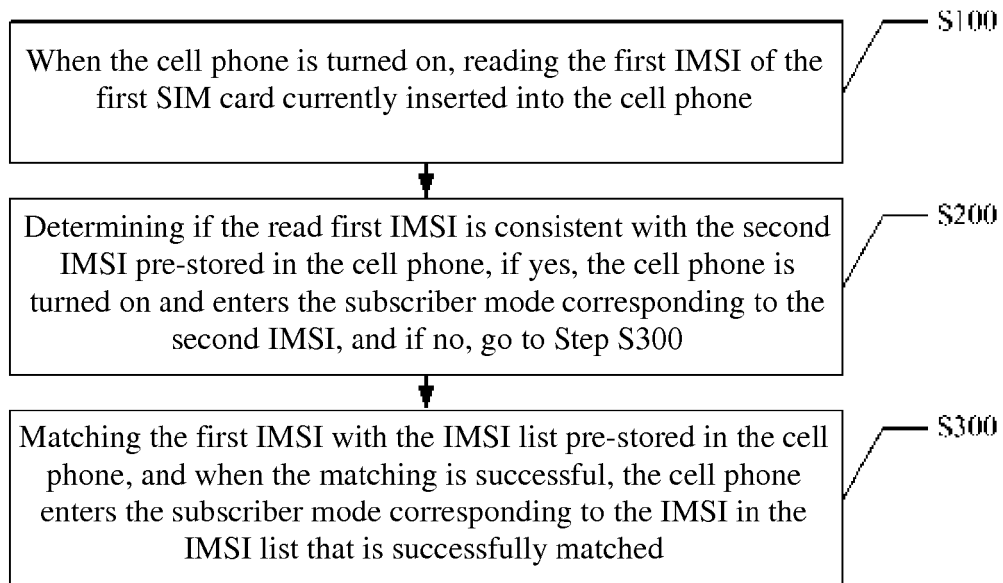 When the cell phone is turned on, reading the first IMSI of the
first SIM card currently inserted into the cell phone
S100
Determining if the read first IMSI is consistent with the second
IMSI pre-stored in the cell phone, if yes, the cell phone is
turned on and enters the subscriber mode corresponding to the
second IMSI, and if no, go to Step S300
S200
Matching the first IMSI with the IMSI list pre-stored in the cell
phone, and when the matching is successful, the cell phone
enters the subscriber mode corresponding to the IMSI in the
IMSI list that is successfully matched
S300